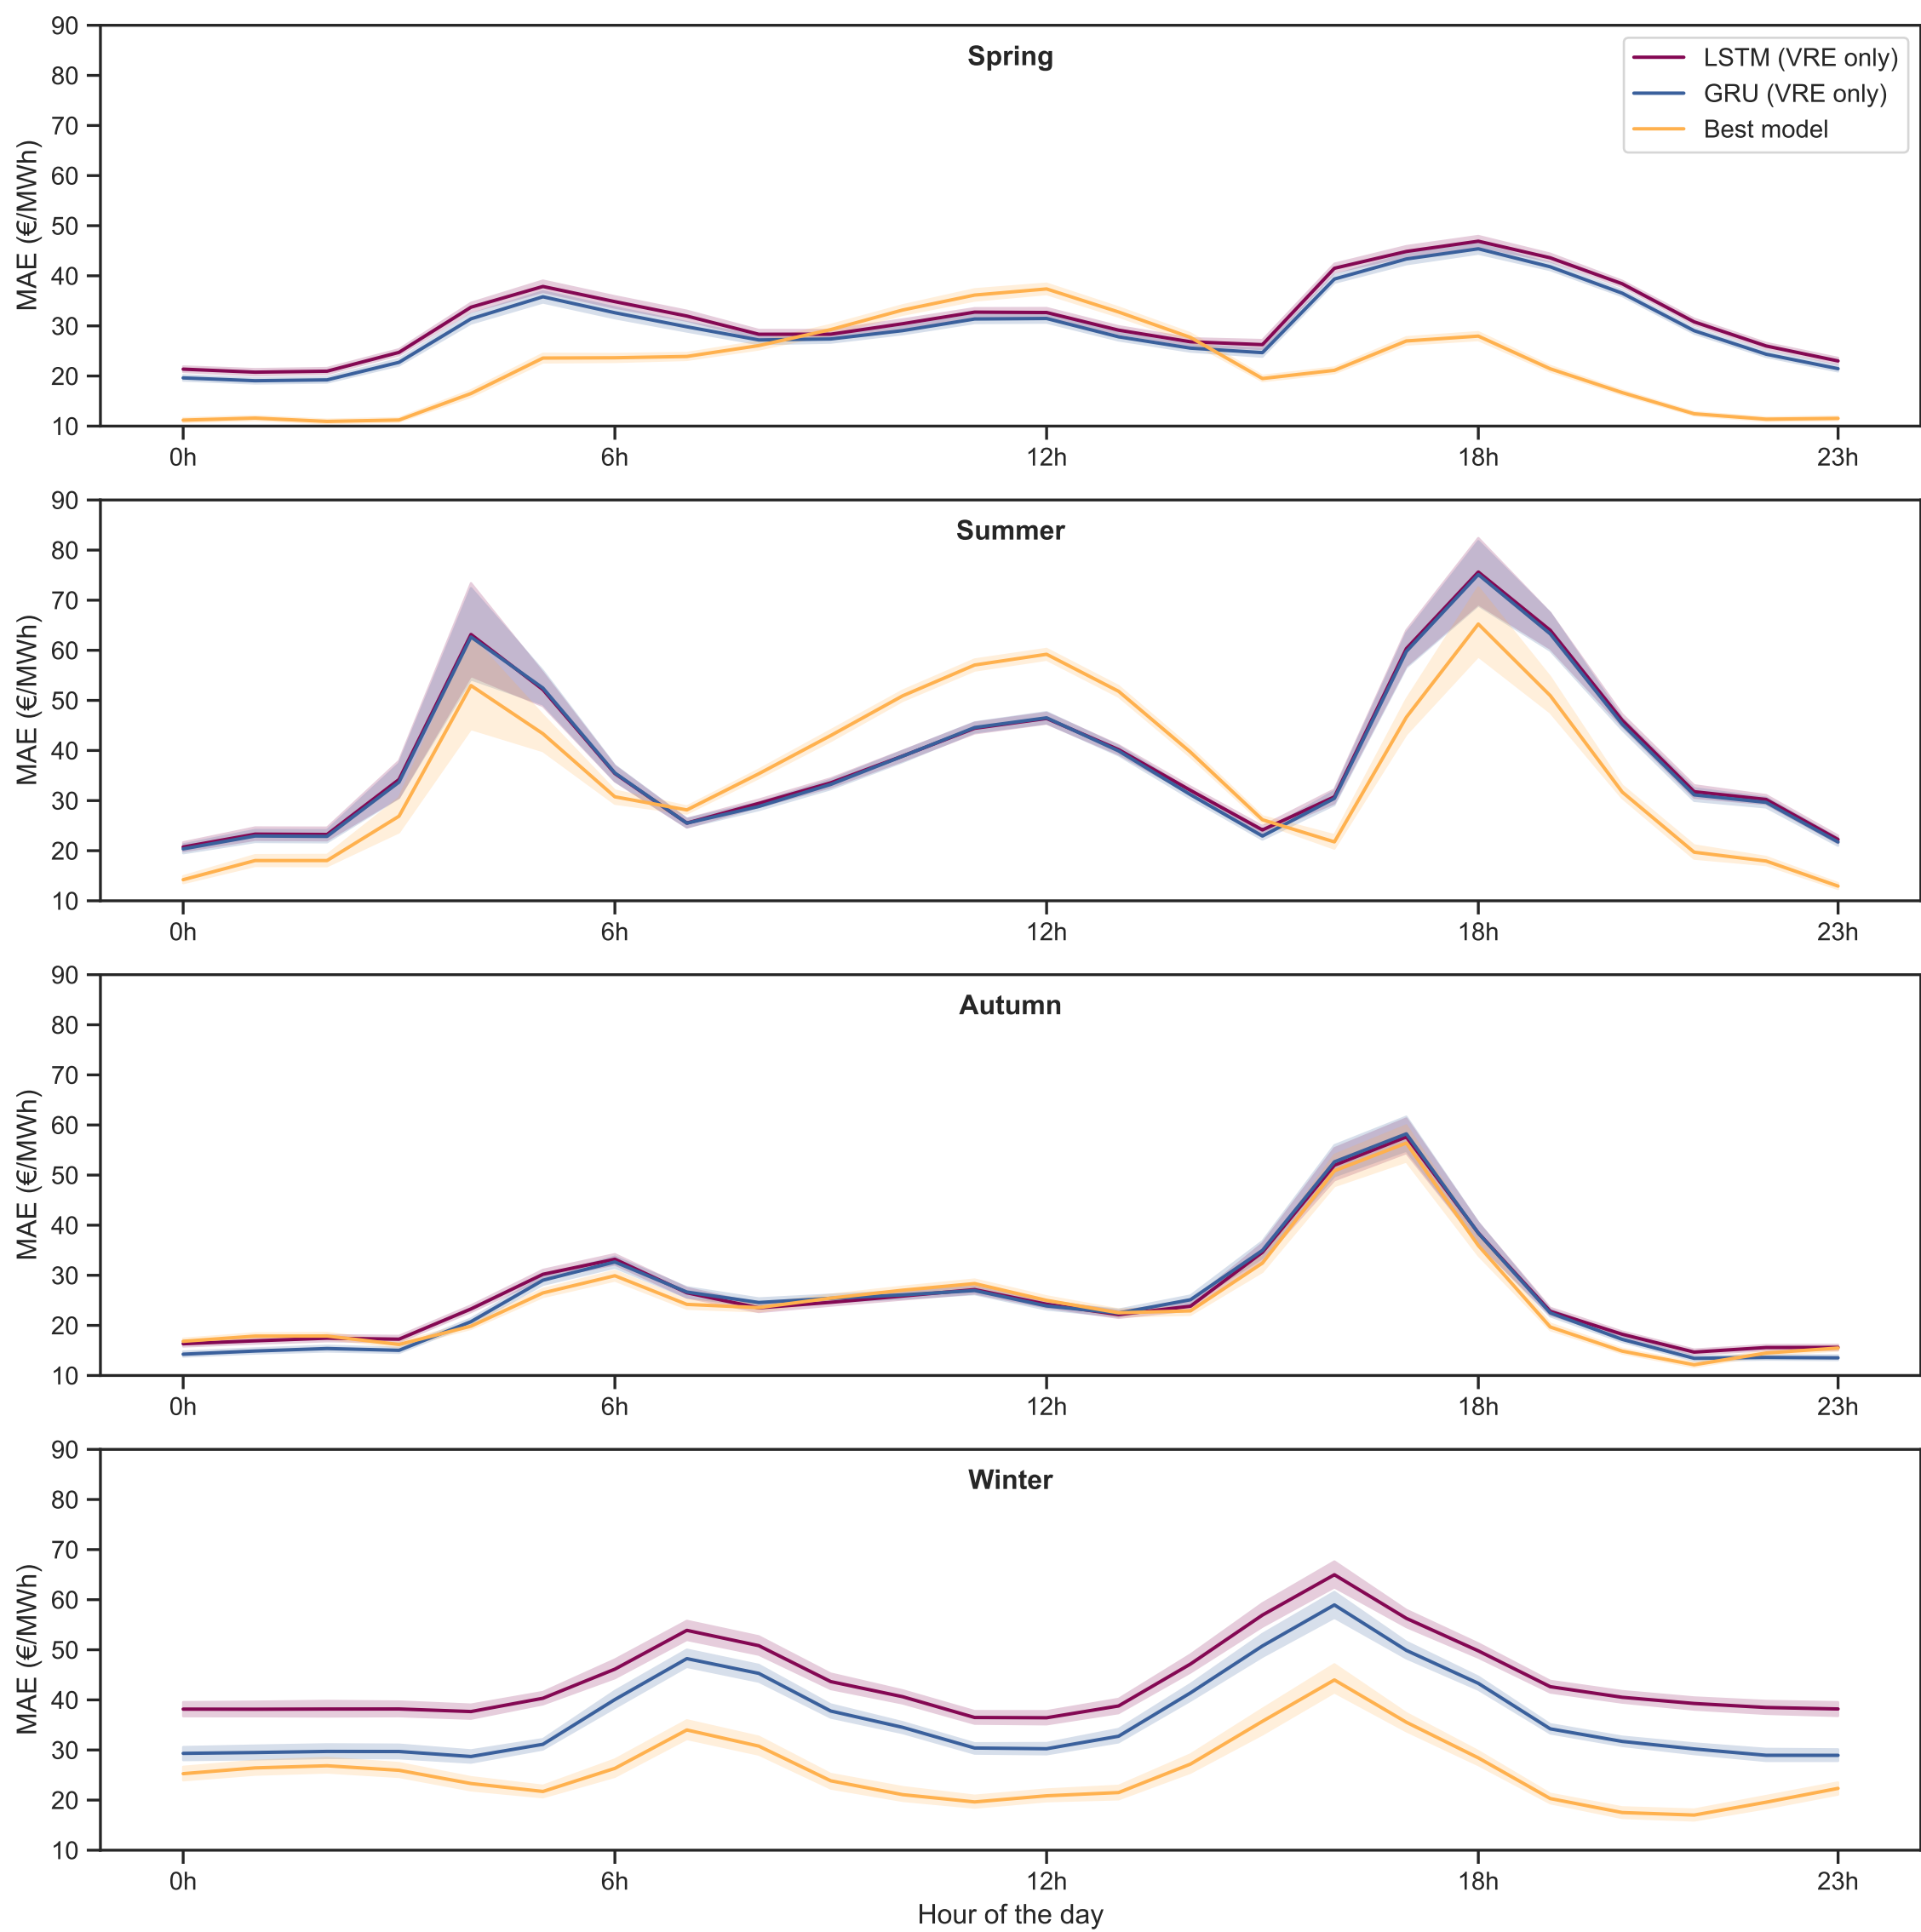 Spring
LSTM (VRE only)
GRU (VRE only)
Best model
MAE (€/MWh)
90
80
70
60
50
40
30
20
10
0h 6h 12h 18h 23h
Summer
MAE (€/MWh)
90
80
70
60
50
40
30
20
10
0h 6h 12h 18h 23h
Autumn
MAE (€/MWh)
90
80
70
60
50
40
30
20
10
0h 6h 12h 18h 23h
Winter
MAE (€/MWh)
90
80
70
60
50
40
30
20
10
0h 6h 12h 18h 23h
Hour of the day